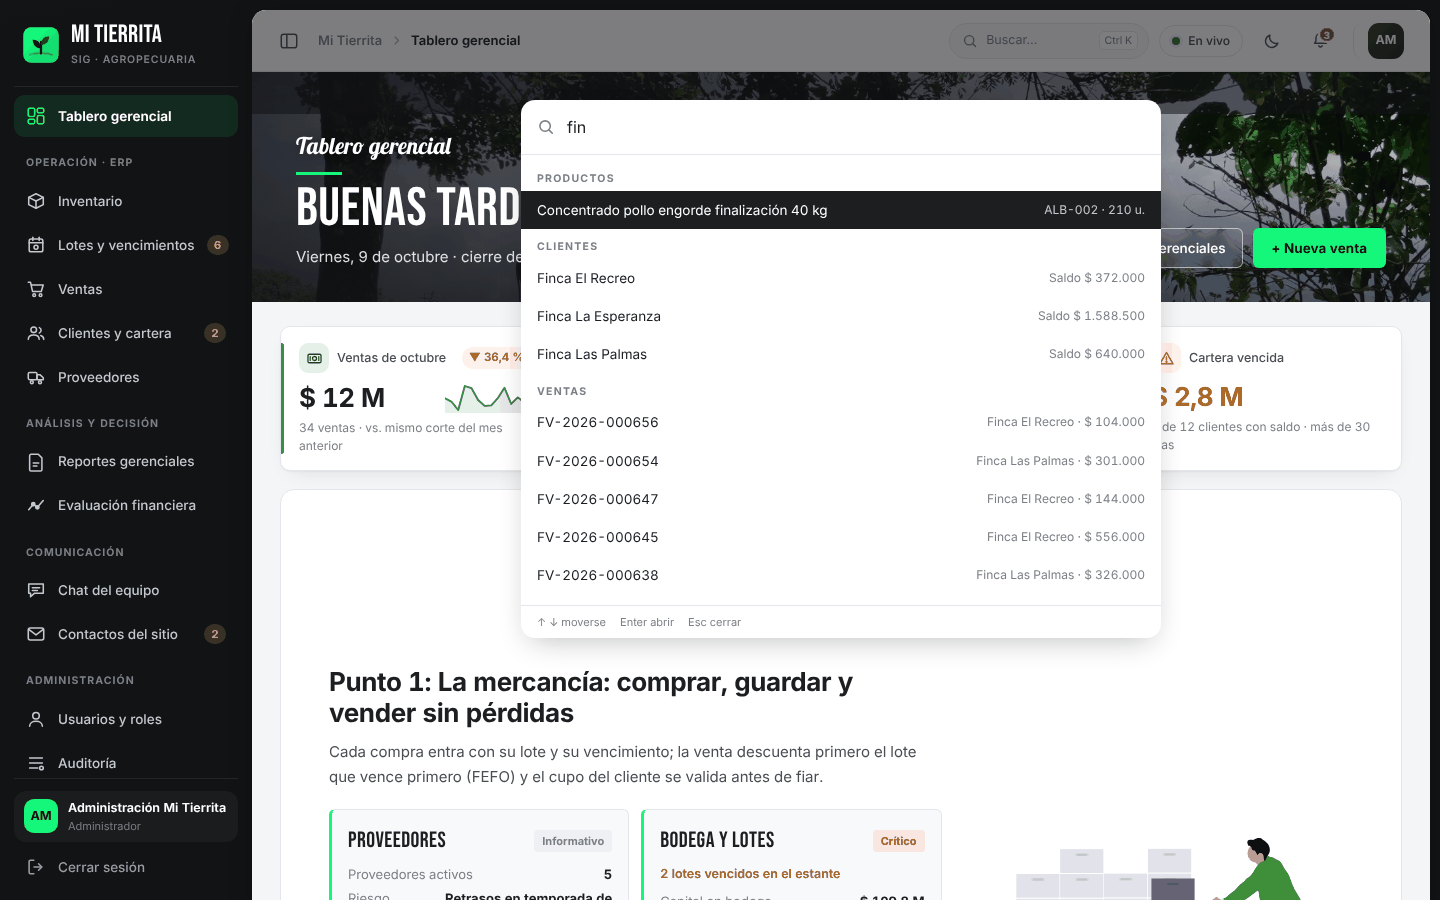 MI TIERRITA
SIG · AGROPECUARIA
Tablero gerencial
OPERACIÓN · ERP
Inventario
Lotes y vencimientos 6
Ventas
Clientes y cartera 2
Proveedores
ANÁLISIS Y DECISIÓN
Reportes gerenciales
Evaluación financiera
COMUNICACIÓN
Chat del equipo
Contactos del sitio 2
ADMINISTRACIÓN
Usuarios y roles
Auditoría
AM Administración Mi Tierrita
Administrador
Cerrar sesión
Mi Tierrita > Tablero gerencial
Buscar... Ctrl K
En vivo
3
AM
Tablero gerencial
BUENAS TARD
Viernes, 9 de octubre · cierre de
erenciales
+ Nueva venta
fin
PRODUCTOS
Concentrado pollo engorde finalización 40 kg ALB-002 · 210 u.
CLIENTES
Finca El Recreo Saldo $ 372.000
Finca La Esperanza Saldo $ 1.588.500
Finca Las Palmas Saldo $ 640.000
VENTAS
FV-2026-000656 Finca El Recreo · $ 104.000
FV-2026-000654 Finca Las Palmas · $ 301.000
FV-2026-000647 Finca El Recreo · $ 144.000
FV-2026-000645 Finca El Recreo · $ 556.000
FV-2026-000638 Finca Las Palmas · $ 326.000
↑ ↓ moverse Enter abrir Esc cerrar
Ventas de octubre ▼ 36,4 %
$ 12 M
34 ventas · vs. mismo corte del mes
anterior
Cartera vencida
$ 2,8 M
de 12 clientes con saldo · más de 30
as
Punto 1: La mercancía: comprar, guardar y
vender sin pérdidas
Cada compra entra con su lote y su vencimiento; la venta descuenta primero el lote
que vence primero (FEFO) y el cupo del cliente se valida antes de fiar.
PROVEEDORES Informativo
Proveedores activos 5
Riesgo Retrasos en temporada de
BODEGA Y LOTES Crítico
2 lotes vencidos en el estante
Capital en bodega $ 199,8 M